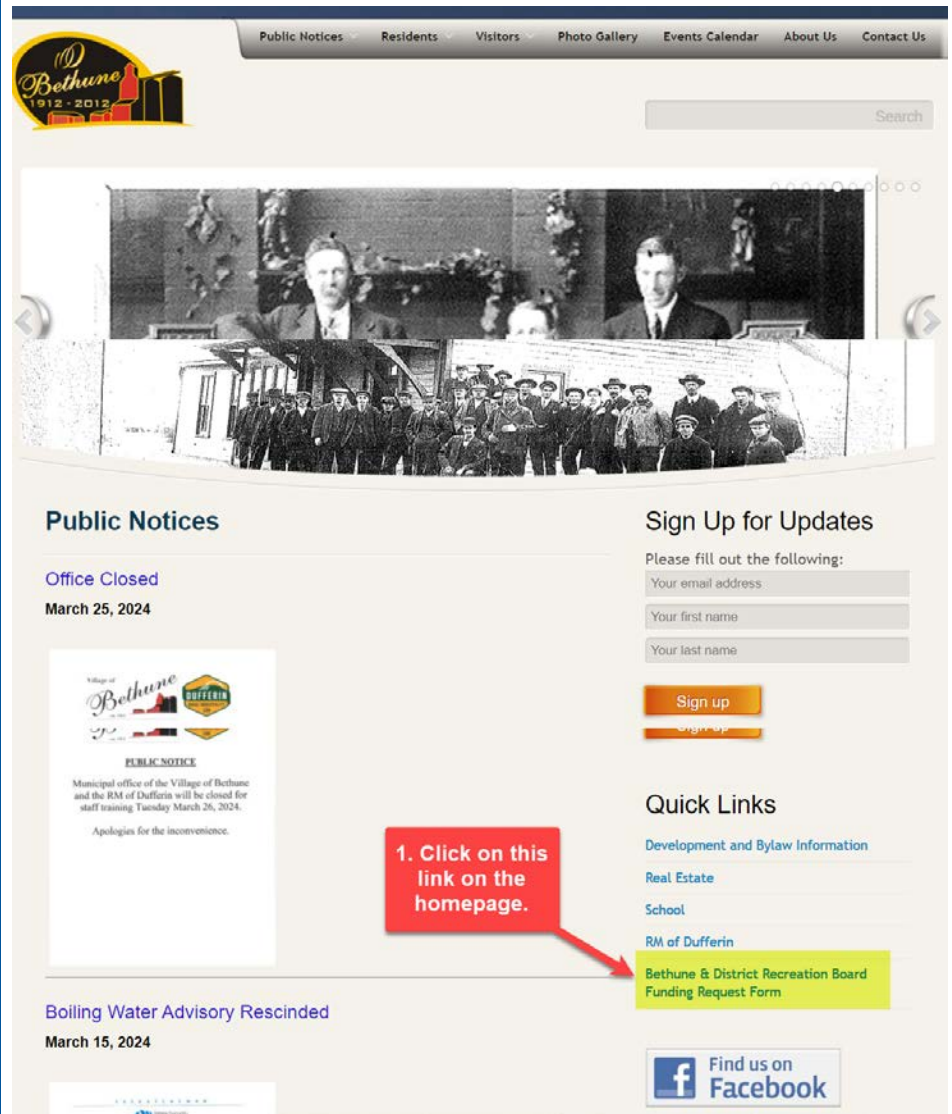 Public Notices
Residents
Visitors
Photo Gallery
Events Calendar
About Us
Contact Us
Bethune
1912 - 2012
Search
Public Notices
Office Closed
March 25, 2024
Village of
Bethune
DUFFERIN
PUBLIC NOTICE
Municipal office of the Village of Bethune
and the RM of Dufferin will be closed for
staff training Tuesday March 26, 2024.
Apologies for the inconvenience.
Boiling Water Advisory Rescinded
March 15, 2024
Sign Up for Updates
Please fill out the following:
Your email address
Your first name
Your last name
Sign up
Sign up
Quick Links
Development and Bylaw Information
Real Estate
School
RM of Dufferin
Bethune & District Recreation Board
Funding Request Form
1. Click on this
link on the
homepage.
Find us on
Facebook